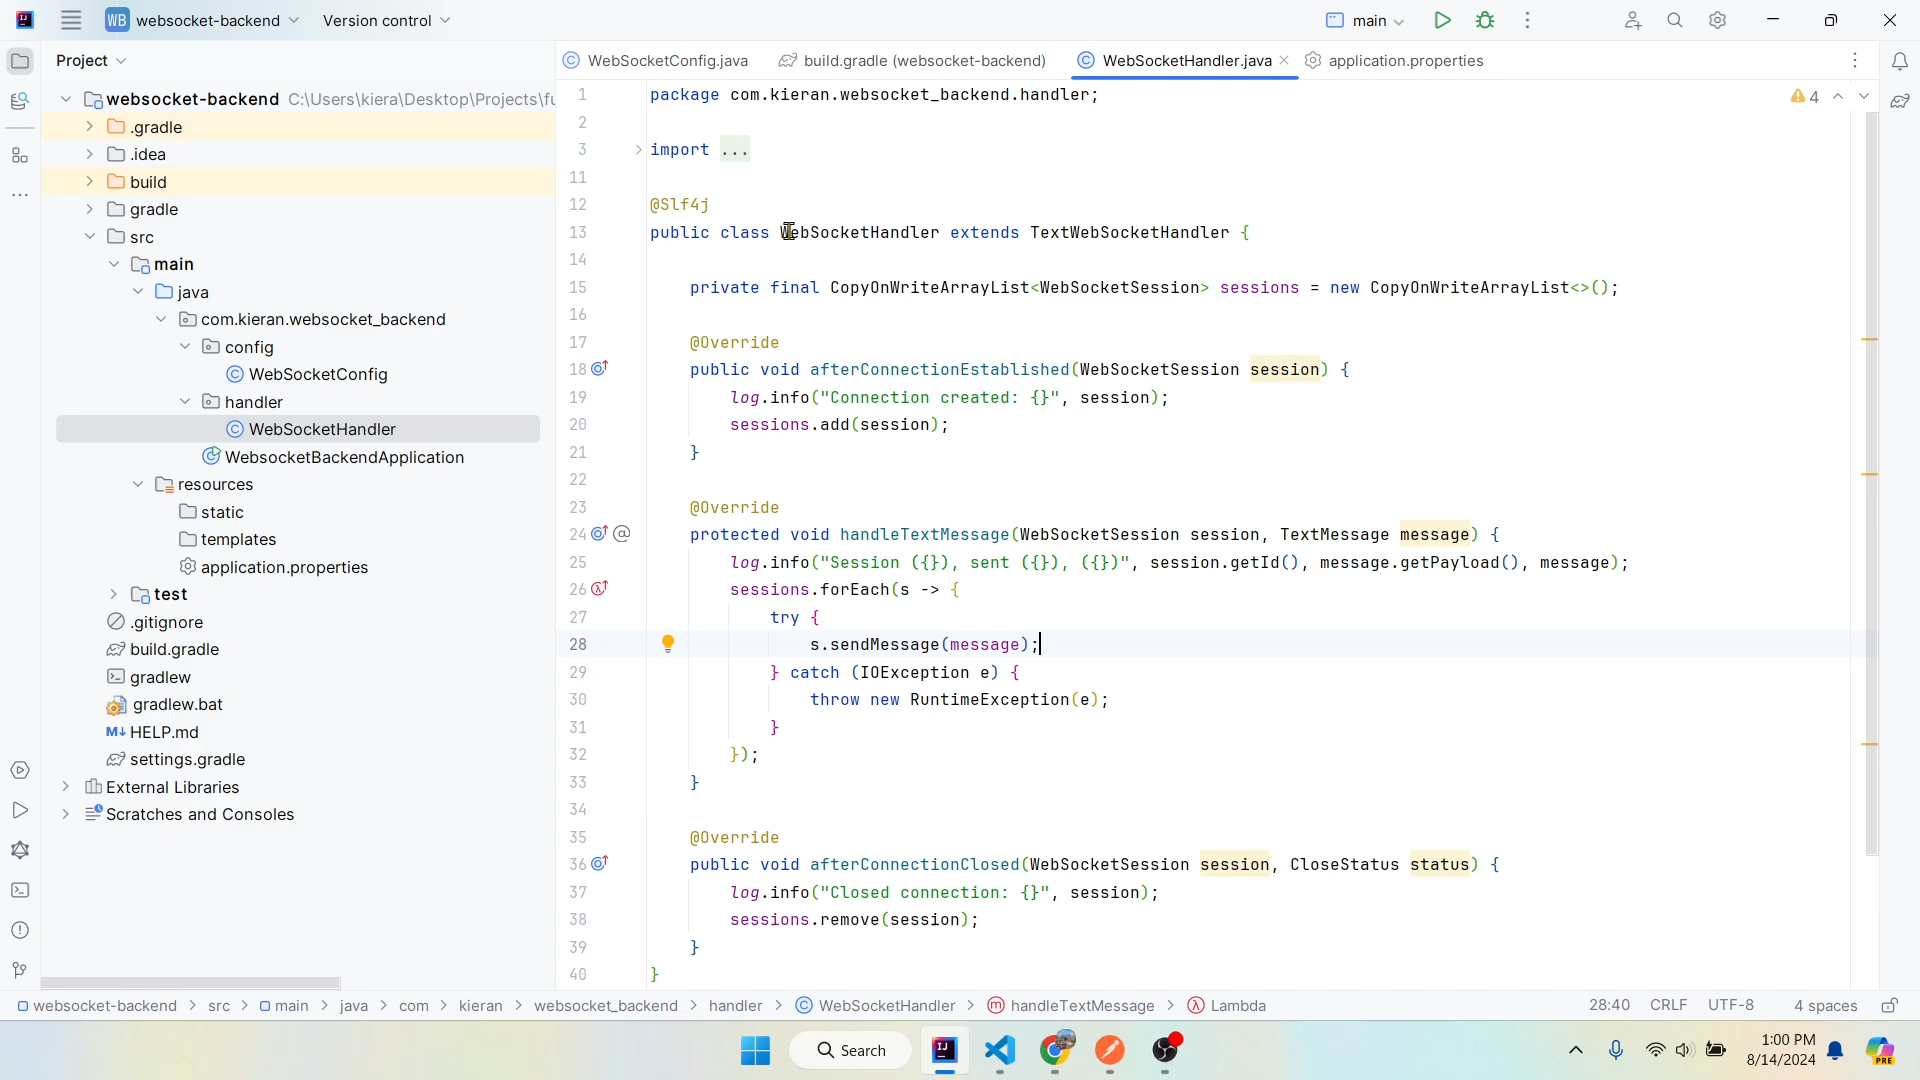 WB websocket-backend Version control main
Project
websocket-backend C:\Users\kiera\Desktop\Projects\fu
.gradle
.idea
build
gradle
src
main
java
com.kieran.websocket_backend
config
WebSocketConfig
handler
WebSocketHandler
WebsocketBackendApplication
resources
static
templates
application.properties
test
.gitignore
build.gradle
gradlew
gradlew.bat
M↓ HELP.md
settings.gradle
External Libraries
Scratches and Consoles
WebSocketConfig.java build.gradle (websocket-backend) WebSocketHandler.java application.properties
4
1 package com.kieran.websocket_backend.handler;
2
3 import ...
11
12 @Slf4j
13 public class WebSocketHandler extends TextWebSocketHandler {
14
15 private final CopyOnWriteArrayList<WebSocketSession> sessions = new CopyOnWriteArrayList<>();
16
17 @Override
18 public void afterConnectionEstablished(WebSocketSession session) {
19 log.info("Connection created: {}", session);
20 sessions.add(session);
21 }
22
23 @Override
24 protected void handleTextMessage(WebSocketSession session, TextMessage message) {
25 log.info("Session ({}), sent ({}), ({})", session.getId(), message.getPayload(), message);
26 sessions.forEach(s -> {
27 try {
28 s.sendMessage(message);
29 } catch (IOException e) {
30 throw new RuntimeException(e);
31 }
32 });
33 }
34
35 @Override
36 public void afterConnectionClosed(WebSocketSession session, CloseStatus status) {
37 log.info("Closed connection: {}", session);
38 sessions.remove(session);
39 }
40 }
websocket-backend > src > main > java > com > kieran > websocket_backend > handler > WebSocketHandler > handleTextMessage > Lambda 28:40 CRLF UTF-8 4 spaces
Search
1:00 PM
8/14/2024